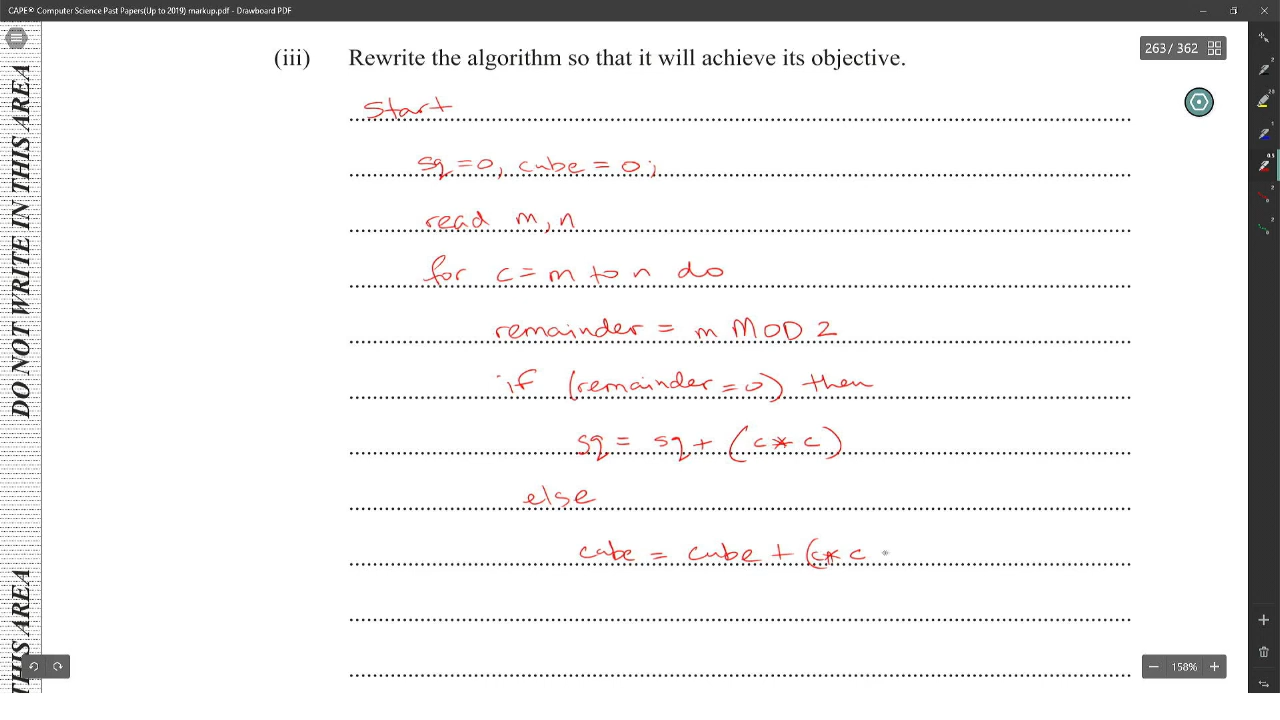 CAPE® Computer Science Past Papers(Up to 2019) markup.pdf - Drawboard PDF
263 / 362
(iii) Rewrite the algorithm so that it will achieve its objective.
Start
sq = 0, cube = 0;
read m, n
for c = m to n do
remainder = m MOD 2
if (remainder = 0) then
sq = sq + (c * c)
else
cube = cube + (c * c
DO NOT WRITE IN THIS AREA
THIS AREA
158%